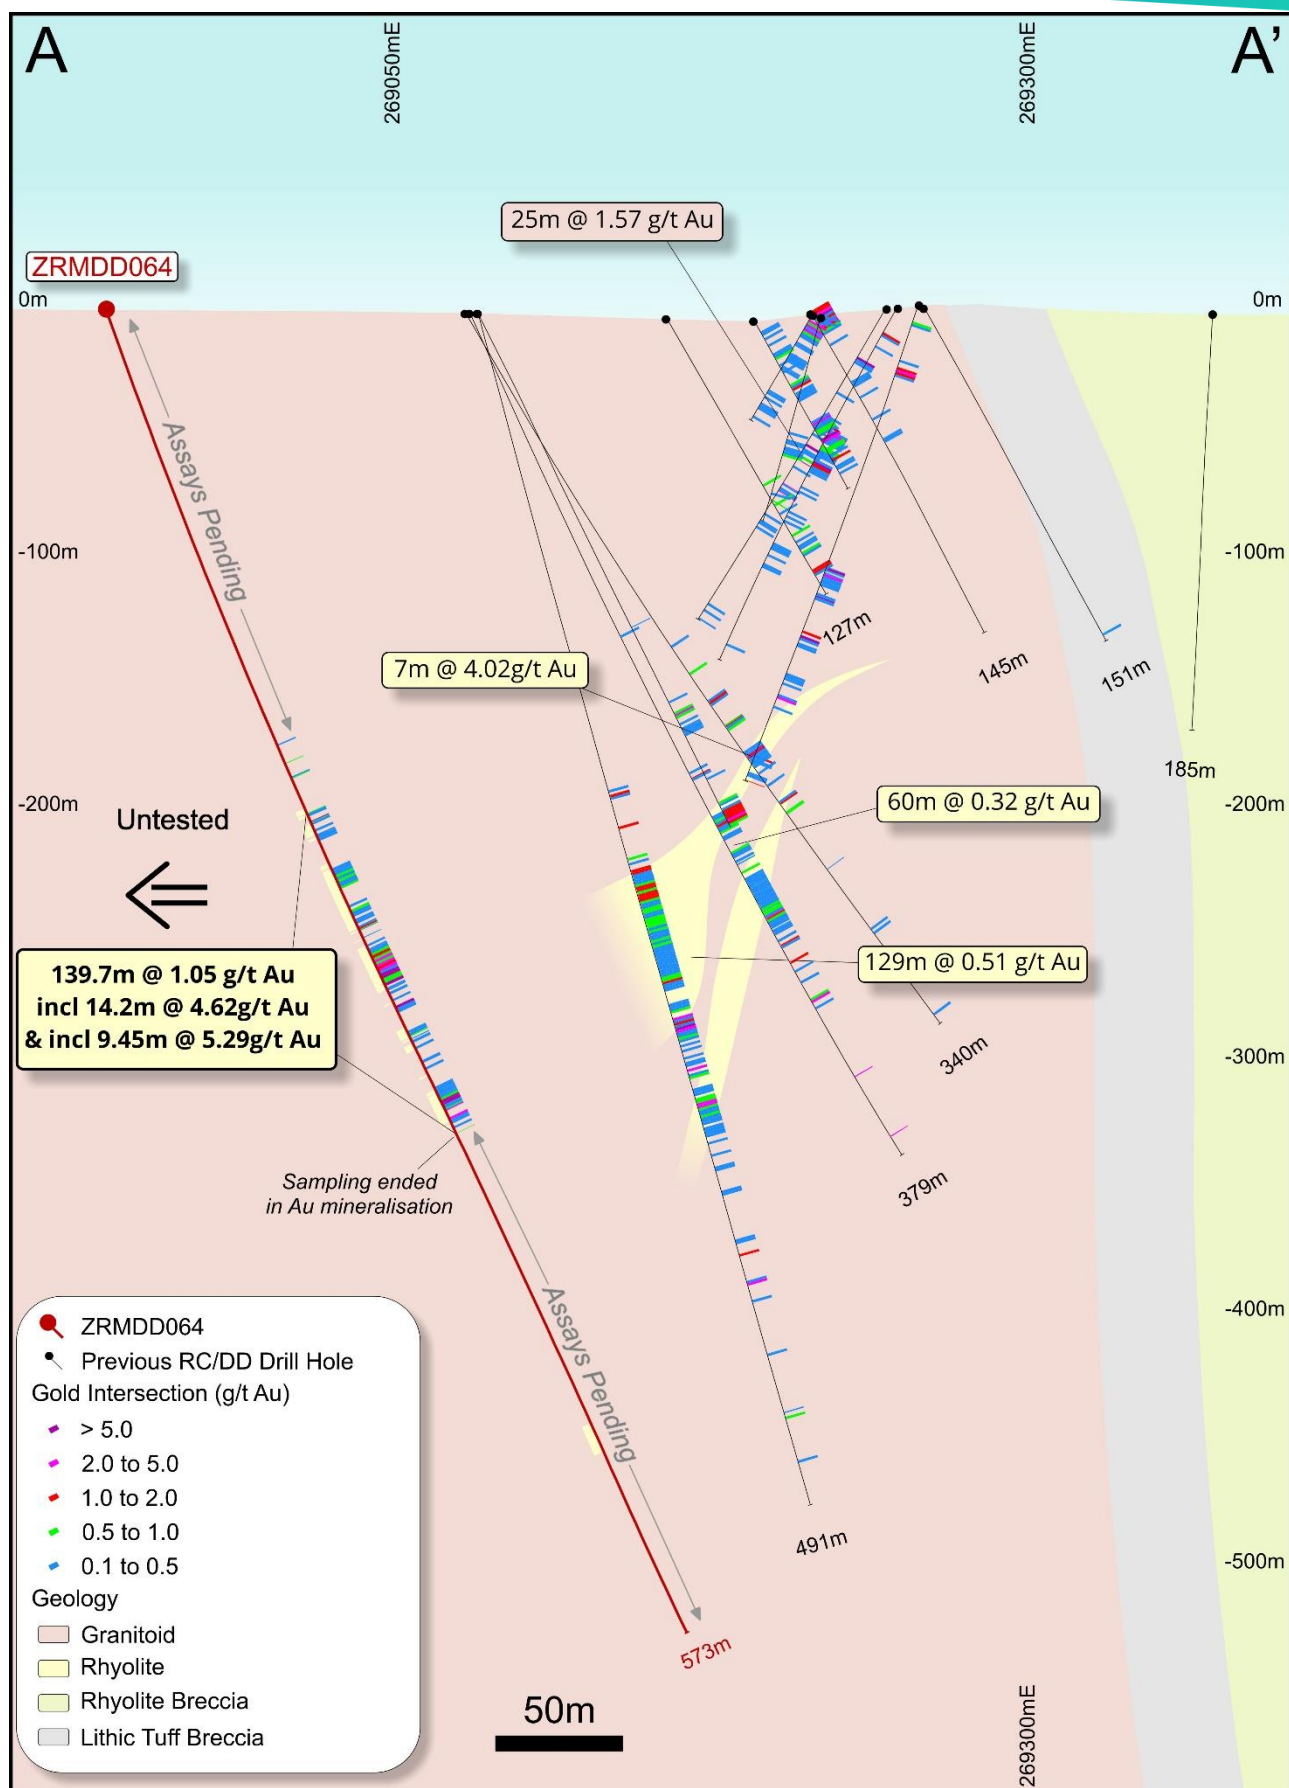 A
A’
269050mE
269300mE
25m @ 1.57 g/t Au
ZRMDD064
0m
0m
Assays Pending
-100m
-100m
127m
145m
151m
7m @ 4.02g/t Au
185m
-200m
-200m
Untested
60m @ 0.32 g/t Au
139.7m @ 1.05 g/t Au
incl 14.2m @ 4.62g/t Au
& incl 9.45m @ 5.29g/t Au
129m @ 0.51 g/t Au
340m
-300m
-300m
Sampling ended
in Au mineralisation
379m
Assays Pending
-400m
491m
-500m
573m
ZRMDD064
Previous RC/DD Drill Hole
Gold Intersection (g/t Au)
> 5.0
2.0 to 5.0
1.0 to 2.0
0.5 to 1.0
0.1 to 0.5
Geology
Granitoid
Rhyolite
Rhyolite Breccia
Lithic Tuff Breccia
50m
269300mE